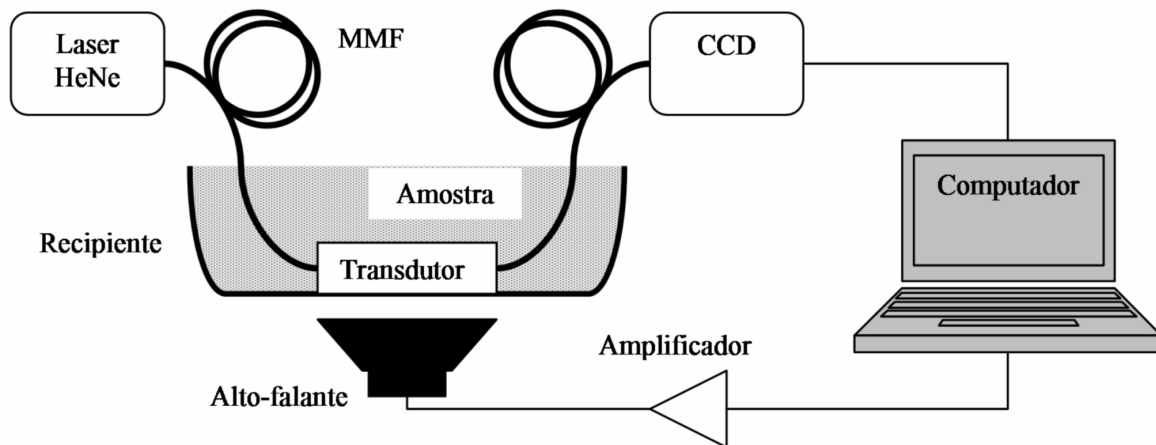 Laser
HeNe
MMF
CCD
Amostra
Computador
Recipiente
Transdutor
Amplificador
Alto-falante